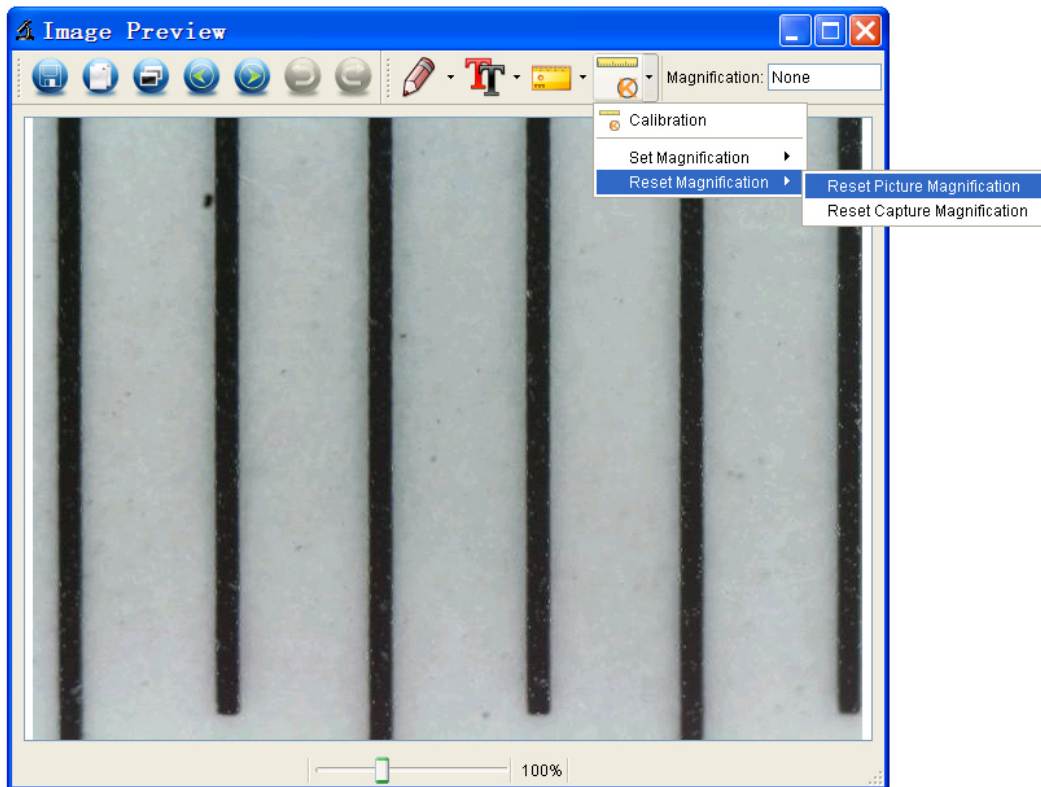 Image Preview
Magnification: None
Calibration
Set Magnification
Reset Magnification
Reset Picture Magnification
Reset Capture Magnification
100%